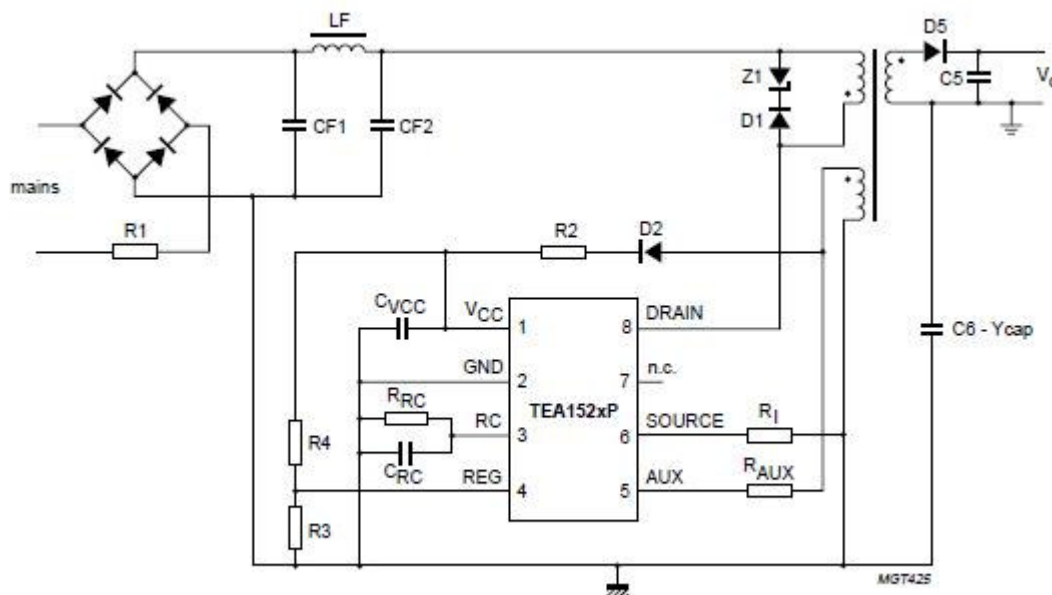 LF
D5
Z1
C5
V
CF1
CF2
D1
mains
R1
R2
D2
CVCC
VCC
1
8
DRAIN
C6 - Ycap
GND
2
7
n.c.
TEA152xP
RRC
RC
3
6
SOURCE
RI
R4
CRC
REG
4
5
AUX
RAUX
R3
MGT425